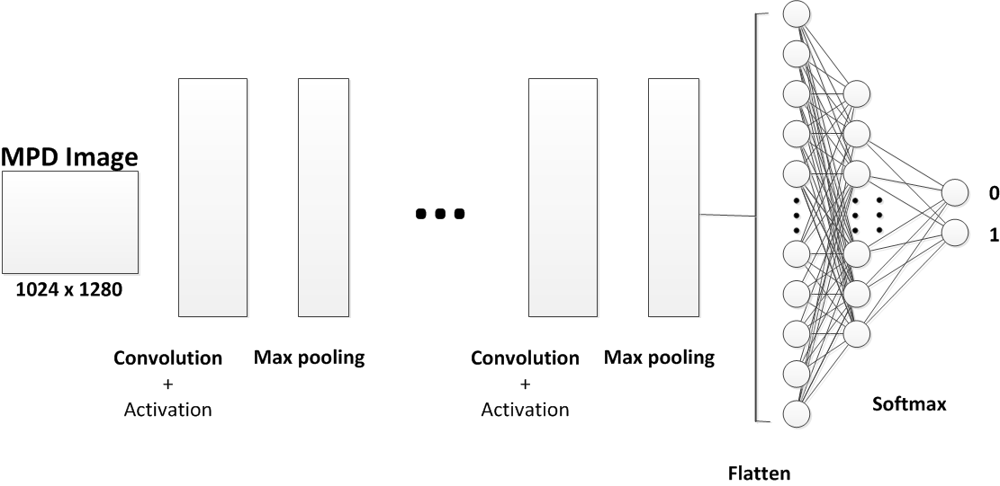 MPD Image
1024 x 1280
Convolution
+
Activation
Max pooling
Convolution
+
Activation
Max pooling
Flatten
Softmax
0
1